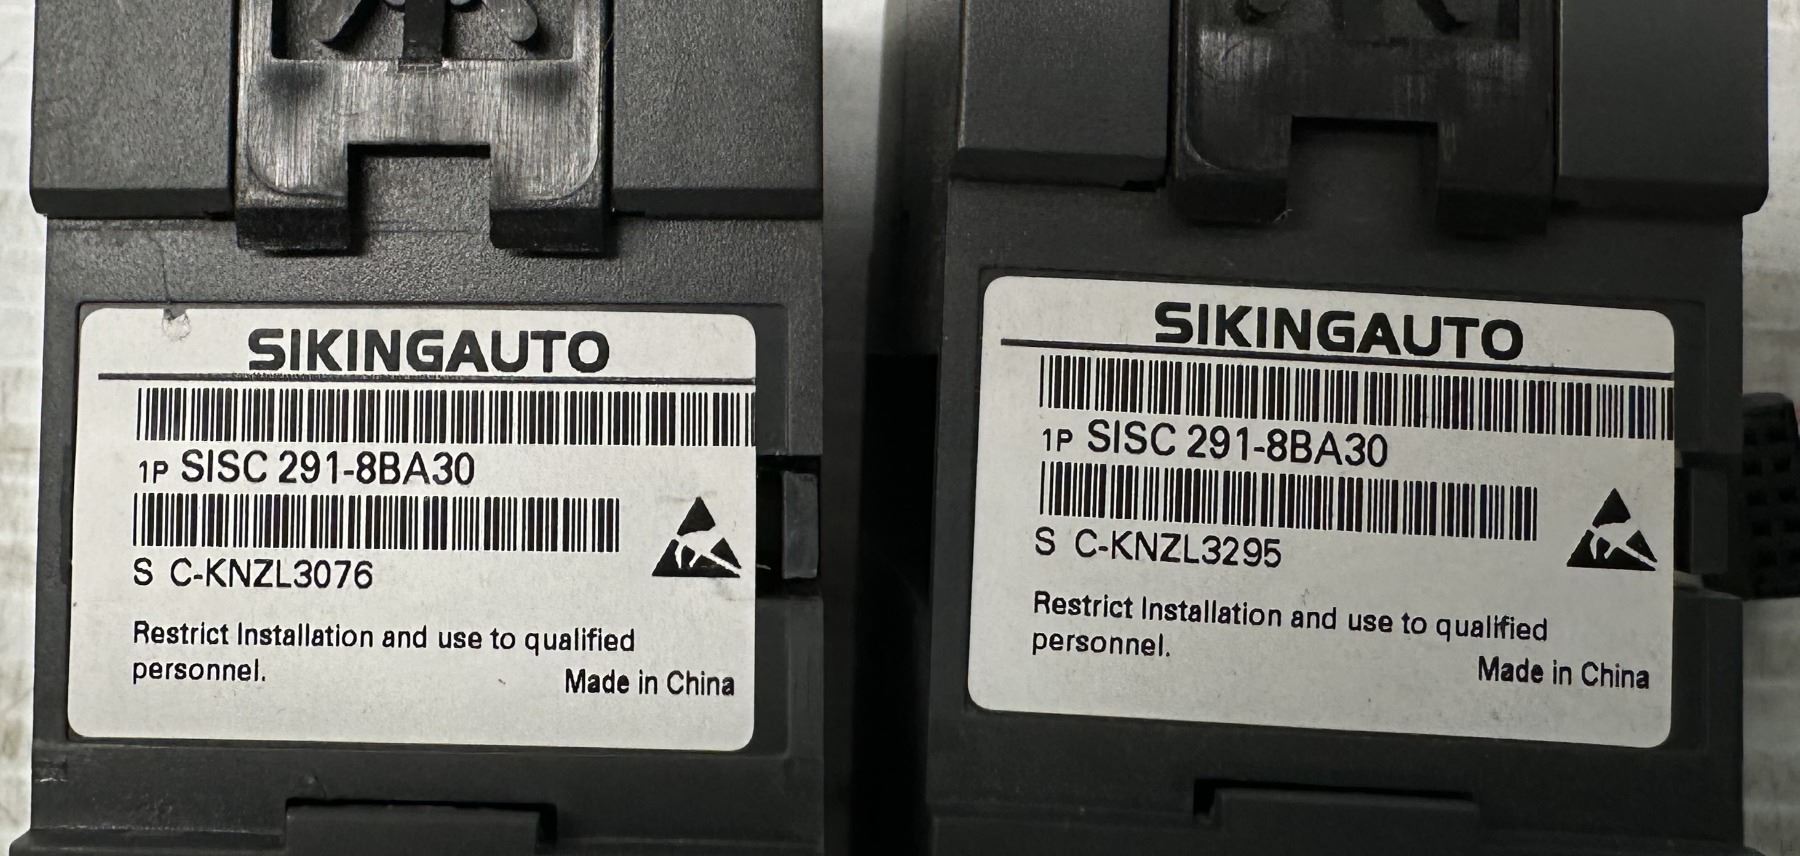 SIKINGAUTO
1P SISC 291-8BA30
S C-KNZL3076
Restrict Installation and use to qualified
personnel.
Made in China
SIKINGAUTO
1P SISC 291-8BA30
S C-KNZL3295
Restrict Installation and use to qualified
personnel.
Made in China